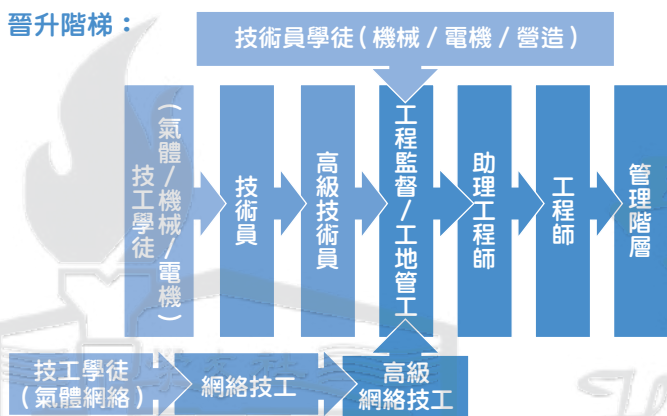 晉升階梯：
技術員學徒（機械 / 電機 / 營造）
技工學徒
（氣體 / 機械 / 電機）
技術員
高級技術員
工程監督 / 工地管工
助理工程師
工程師
管理階層
技工學徒
（氣體網絡）
網絡技工
高級
網絡技工